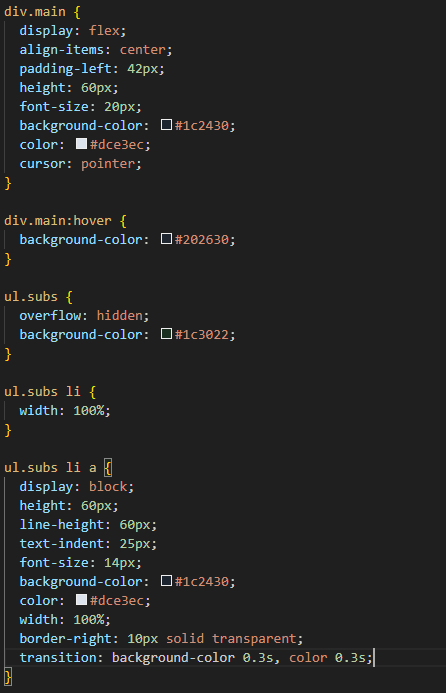 div.main {
display: flex;
align-items: center;
padding-left: 42px;
height: 60px;
font-size: 20px;
background-color: #1c2430;
color: #dce3ec;
cursor: pointer;
}
div.main:hover {
background-color: #202630;
}
ul.subs {
overflow: hidden;
background-color: #1c3022;
}
ul.subs li {
width: 100%;
}
ul.subs li a {
display: block;
height: 60px;
line-height: 60px;
text-indent: 25px;
font-size: 14px;
background-color: #1c2430;
color: #dce3ec;
width: 100%;
border-right: 10px solid transparent;
transition: background-color 0.3s, color 0.3s;
}